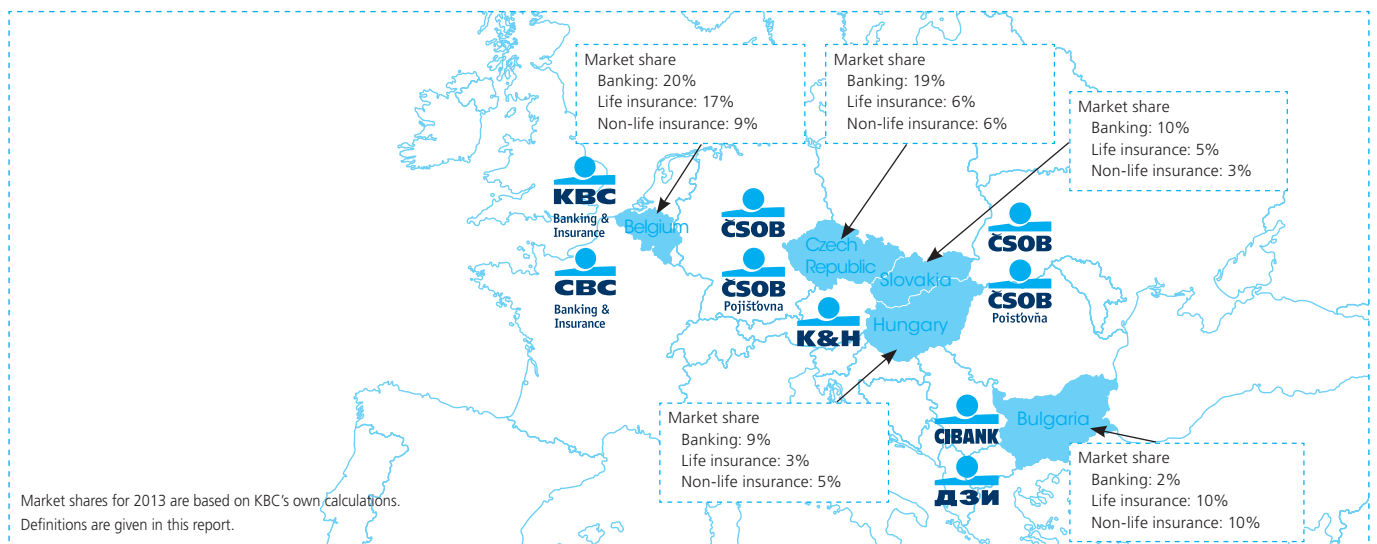 Market share
Banking: 20%
Life insurance: 17%
Non-life insurance: 9%
Market share
Banking: 19%
Life insurance: 6%
Non-life insurance: 6%
Market share
Banking: 10%
Life insurance: 5%
Non-life insurance: 3%
KBC
Banking &
Insurance
Belgium
CBC
Banking &
Insurance
ČSOB
ČSOB
Pojišťovna
Czech
Republic
Slovakia
ČSOB
ČSOB
Poisťovňa
K&H
Hungary
Market share
Banking: 9%
Life insurance: 3%
Non-life insurance: 5%
CIBANK
ДЗИ
Bulgaria
Market share
Banking: 2%
Life insurance: 10%
Non-life insurance: 10%
Market shares for 2013 are based on KBC’s own calculations.
Definitions are given in this report.